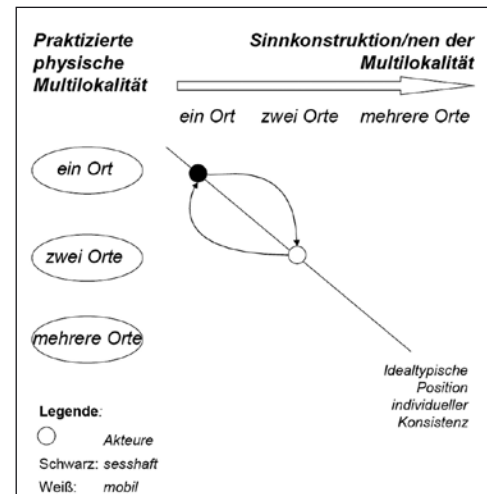 Praktizierte
physische
Multilokalität
Sinnkonstruktion/nen der
Multilokalität
ein Ort zwei Orte mehrere Orte
ein Ort
zwei Orte
mehrere Orte
Idealtypische
Position
individueller
Konsistenz
Legende:
Akteure
Schwarz: sesshaft
Weiß: mobil